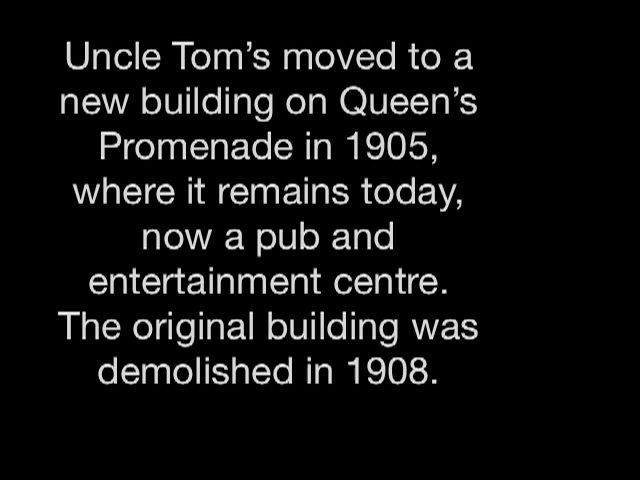 Uncle Tom’s moved to a
new building on Queen’s
Promenade in 1905,
where it remains today,
now a pub and
entertainment centre.
The original building was
demolished in 1908.